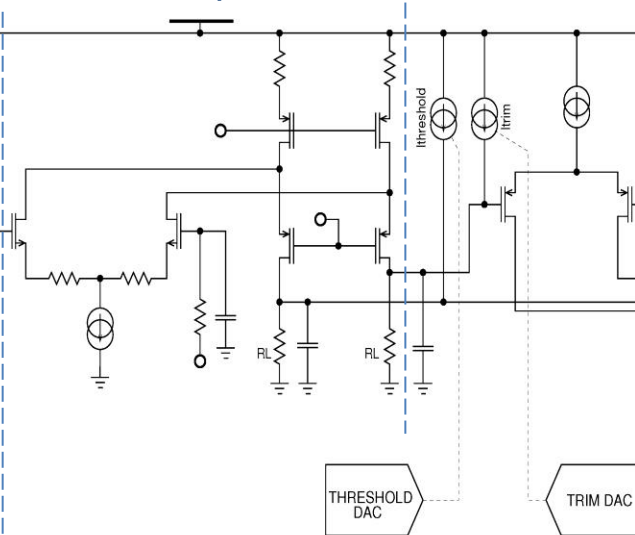 Ithreshold
Itrim
RL
RL
THRESHOLD
DAC
TRIM DAC